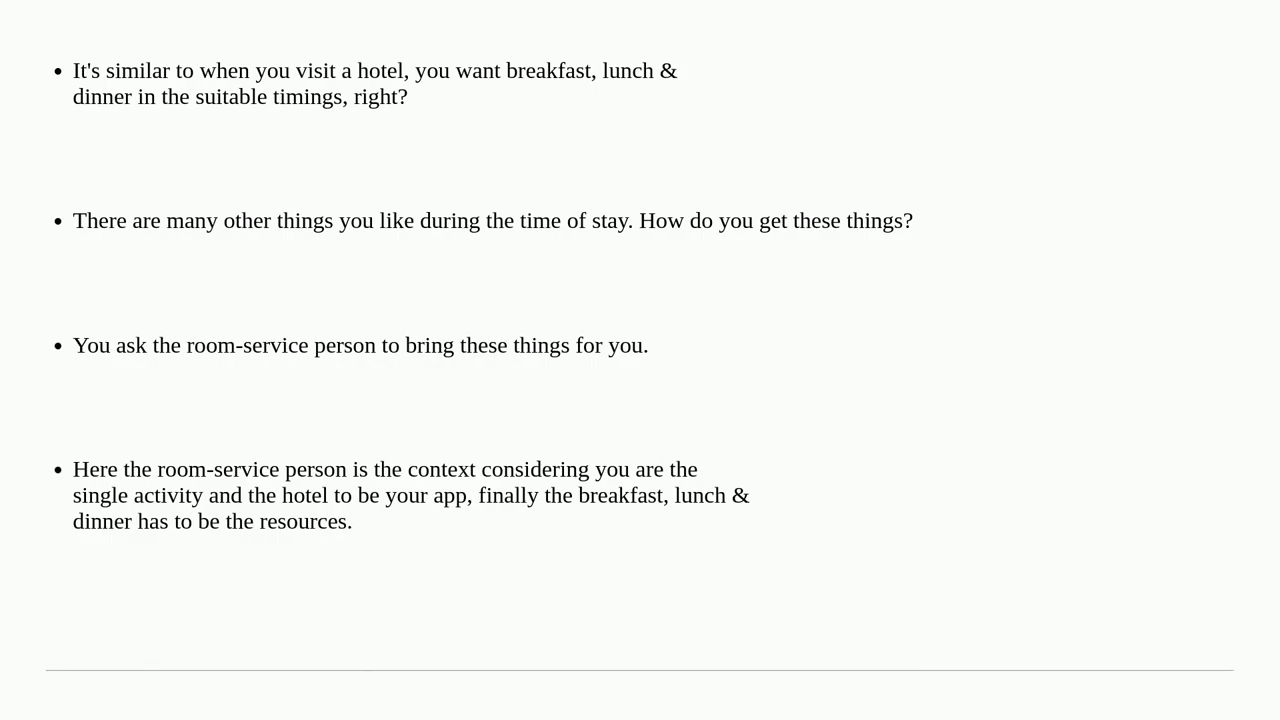 • It's similar to when you visit a hotel, you want breakfast, lunch &
dinner in the suitable timings, right?
• There are many other things you like during the time of stay. How do you get these things?
• You ask the room-service person to bring these things for you.
• Here the room-service person is the context considering you are the
single activity and the hotel to be your app, finally the breakfast, lunch &
dinner has to be the resources.